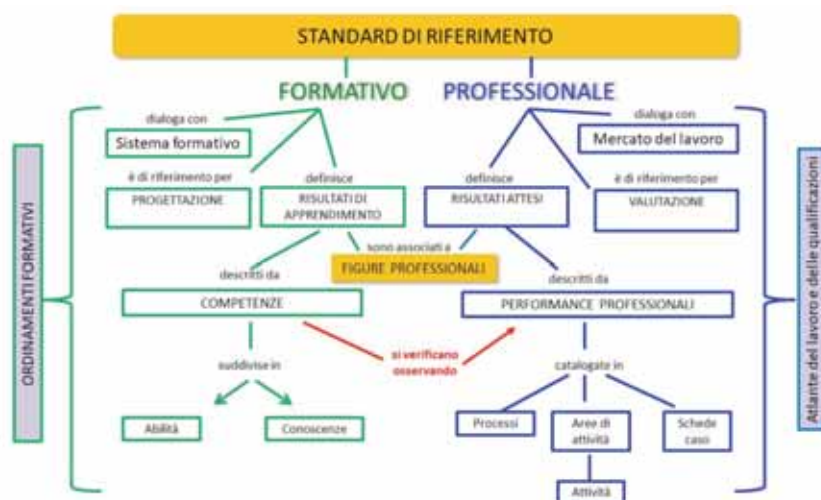 STANDARD DI RIFERIMENTO
FORMATIVO
PROFESSIONALE
dialoga con
Sistema formativo
dialoga con
Mercato del lavoro
è di riferimento per
PROGETTAZIONE
definisce
RISULTATI DI
APPRENDIMENTO
definisce
RISULTATI ATTESI
è di riferimento per
VALUTAZIONE
sono associati a
FIGURE PROFESSIONALI
descritti da
COMPETENZE
descritti da
PERFORMANCE PROFESSIONALI
si verificano
osservando
suddivise in
Abilità
Conoscenze
catalogate in
Processi
Aree di
attività
Schede
caso
Attività
ORDINAMENTI FORMATIVI
Atlante del lavoro e delle qualificazioni